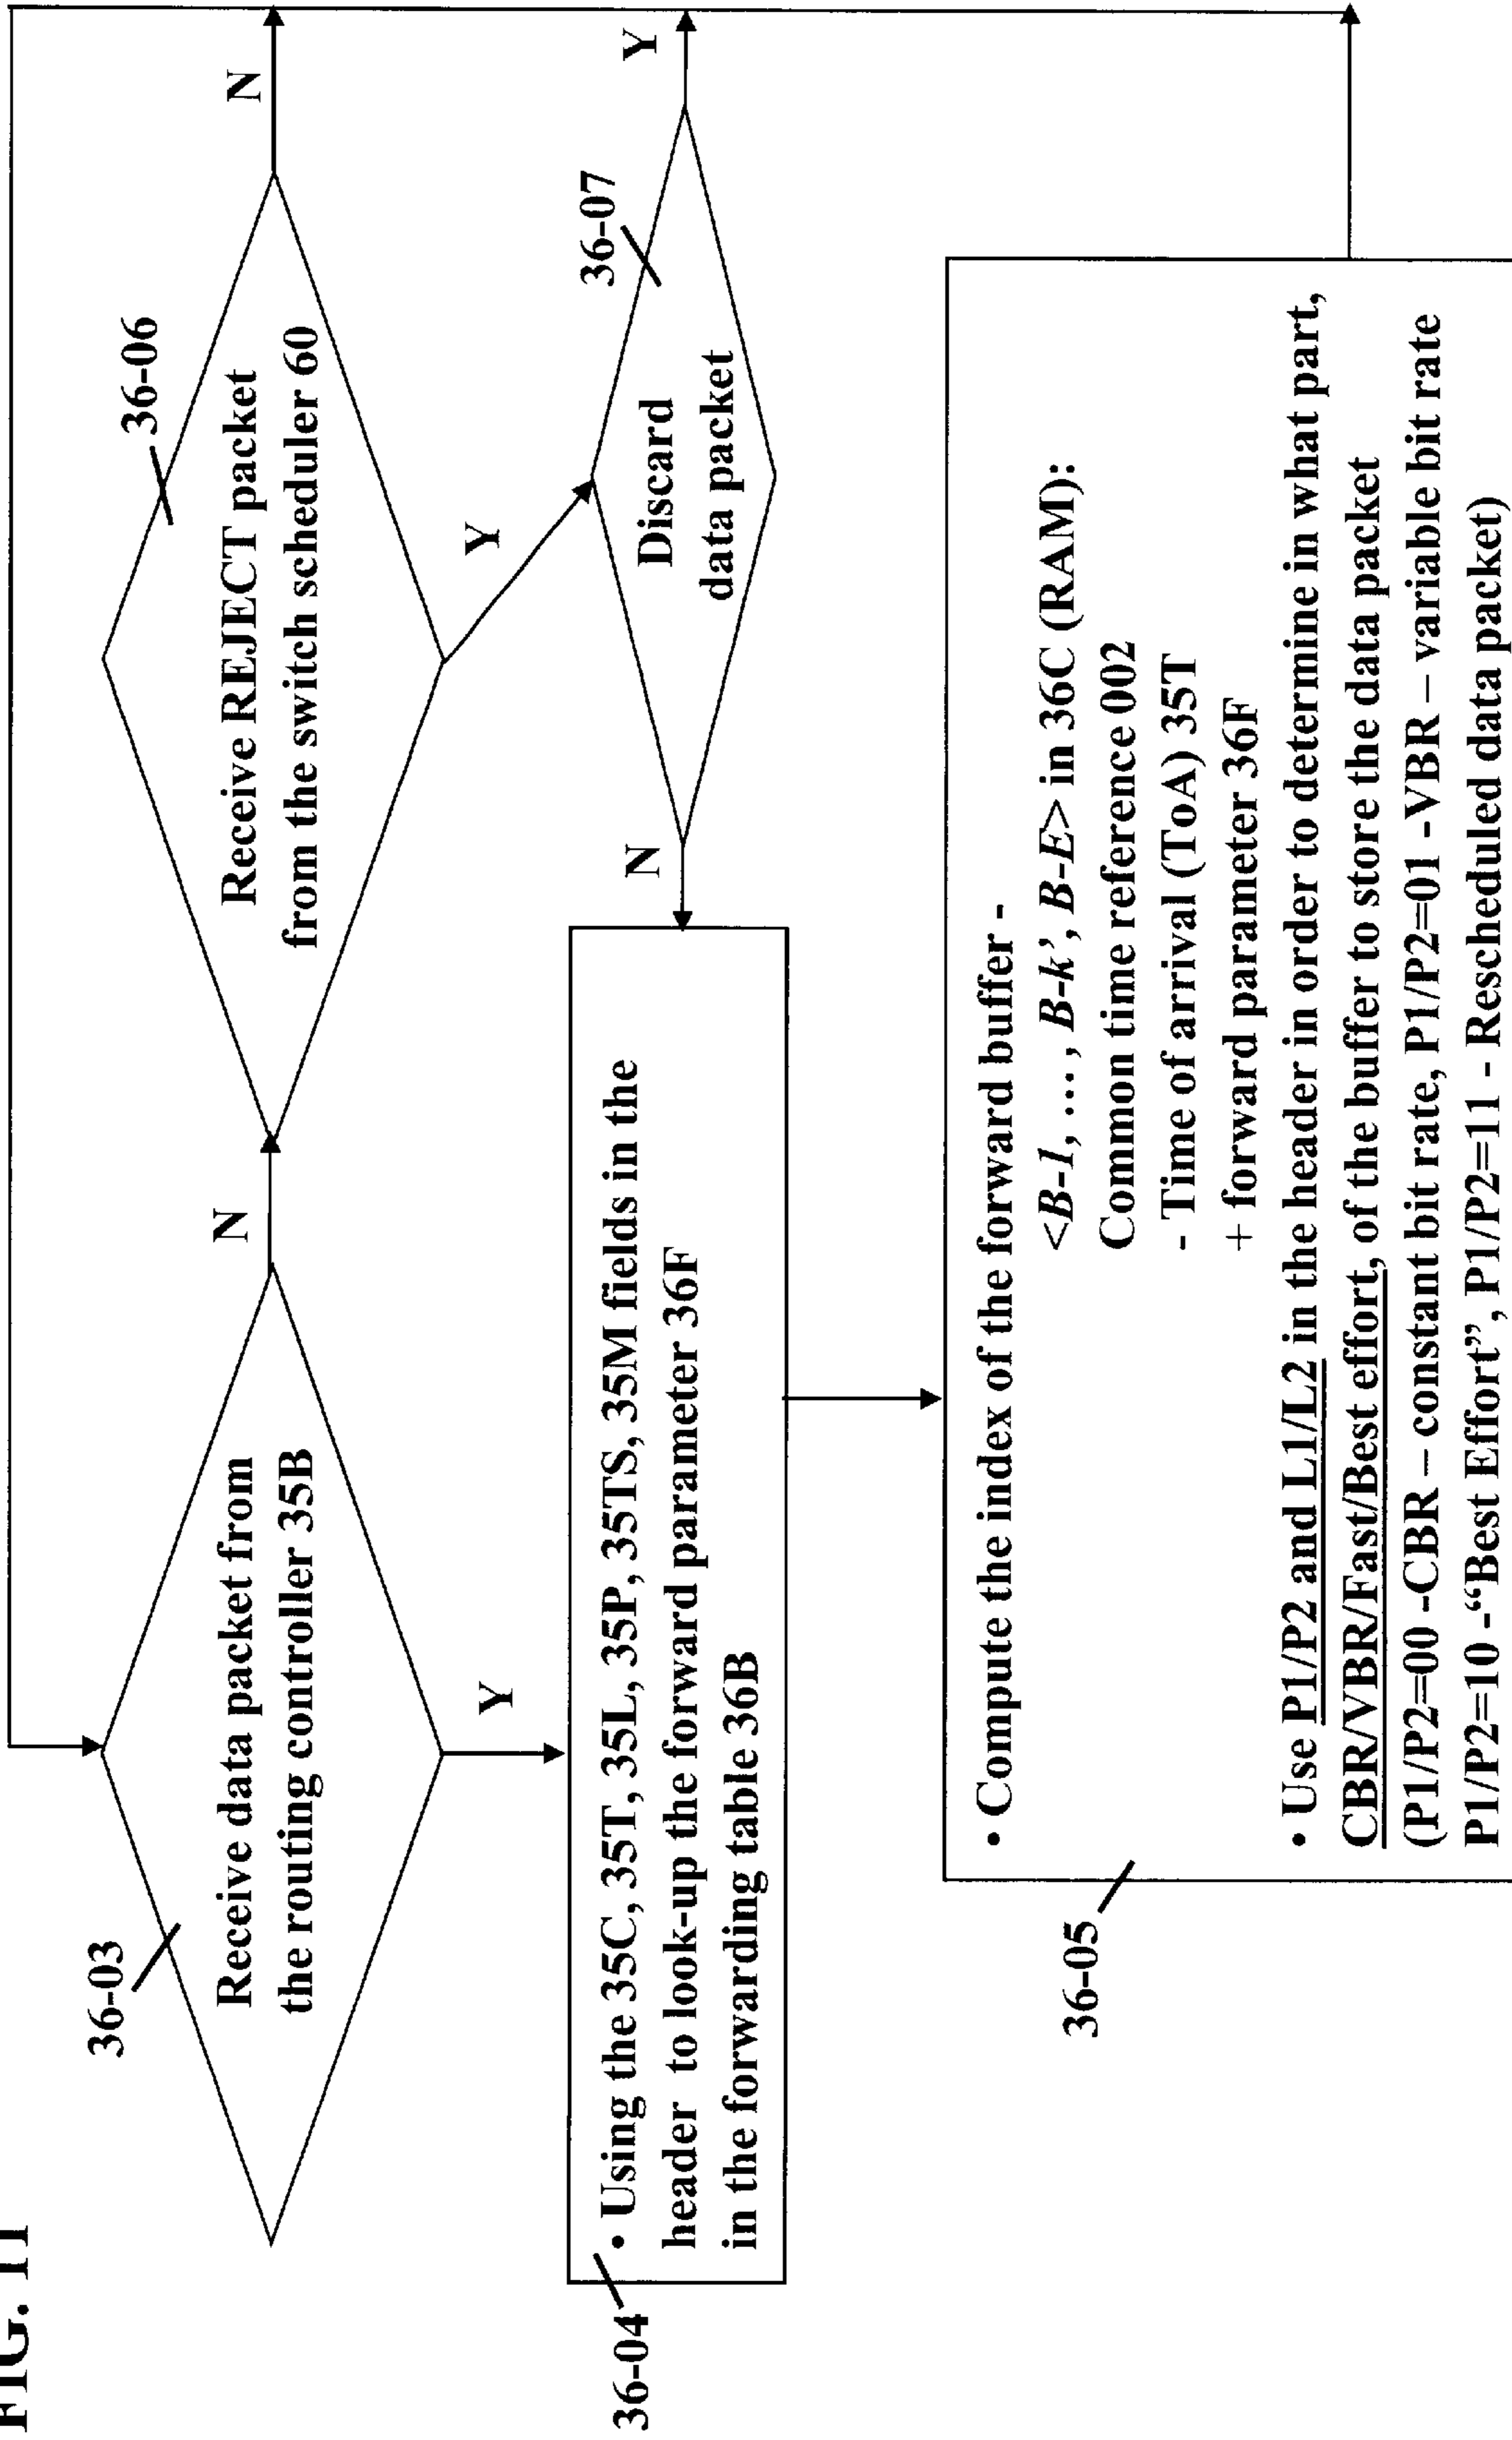 FIG. 11
36-03
Receive data packet from
the routing controller 35B
N
Y
36-06
Receive REJECT packet
from the switch scheduler 60
N
Y
36-07
Discard
data packet
Y
N
36-04
• Using the 35C, 35T, 35L, 35P, 35TS, 35M fields in the
header to look-up the forward parameter 36F
in the forwarding table 36B
36-05
• Compute the index of the forward buffer -
<B-1, ..., B-k', B-E> in 36C (RAM):
Common time reference 002
- Time of arrival (ToA) 35T
+ forward parameter 36F
• Use P1/P2 and L1/L2 in the header in order to determine in what part,
CBR/VBR/Fast/Best effort, of the buffer to store the data packet
(P1/P2=00 -CBR – constant bit rate, P1/P2=01 -VBR – variable bit rate
P1/P2=10 -“Best Effort”, P1/P2=11 - Rescheduled data packet)